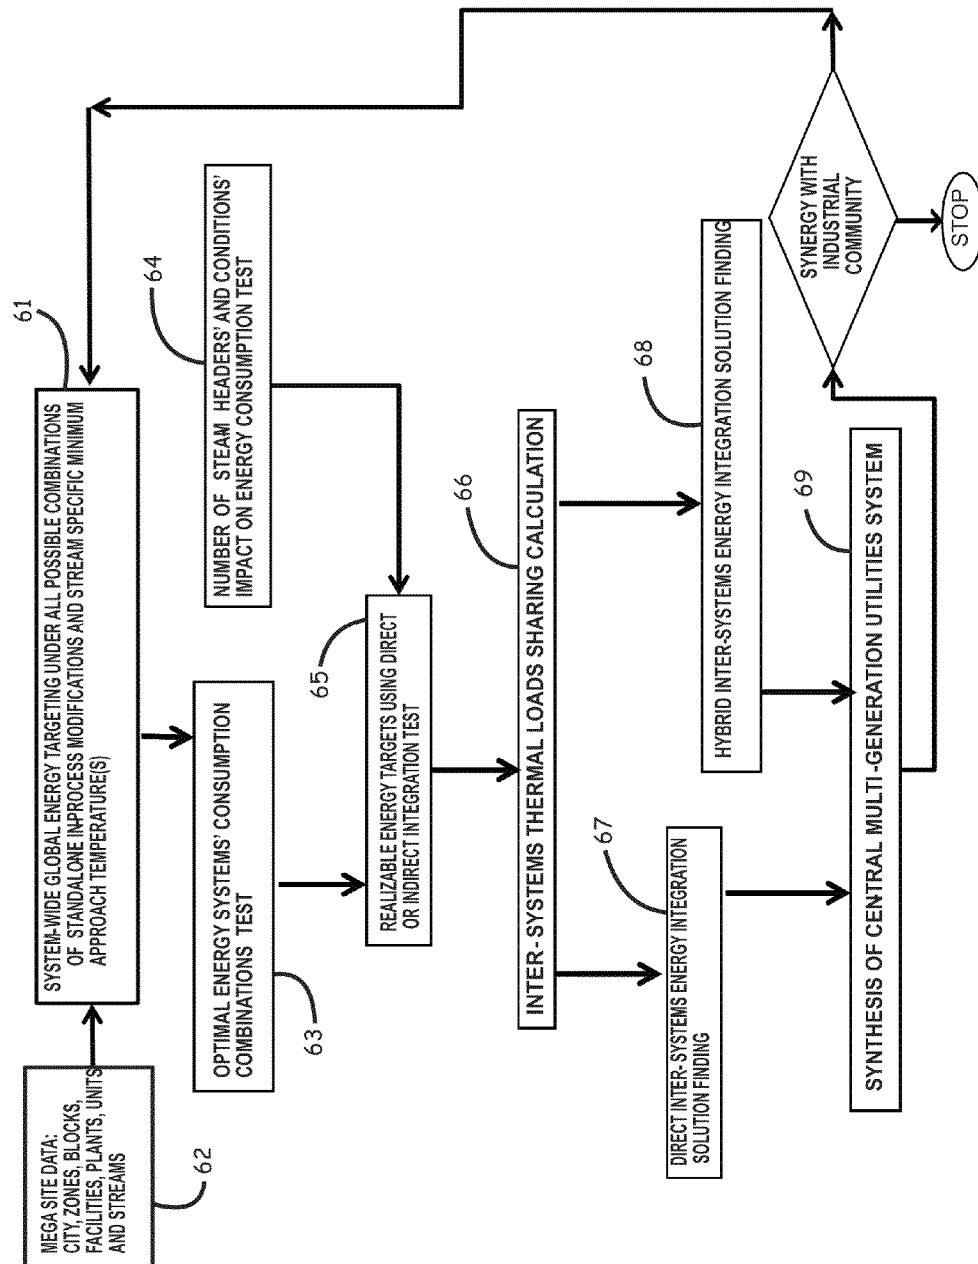 MEGA SITE DATA:
CITY, ZONES, BLOCKS,
FACILITIES, PLANTS, UNITS
AND STREAMS
62
61
SYSTEM-WIDE GLOBAL ENERGY TARGETING UNDER ALL POSSIBLE COMBINATIONS
OF STANDALONE IN-PROCESS MODIFICATIONS AND STREAM SPECIFIC MINIMUM
APPROACH TEMPERATURE(S)
OPTIMAL ENERGY SYSTEMS' CONSUMPTION
COMBINATIONS TEST
63
64
NUMBER OF STEAM HEADERS' AND CONDITIONS'
IMPACT ON ENERGY CONSUMPTION TEST
65
REALIZABLE ENERGY TARGETS USING DIRECT
OR INDIRECT INTEGRATION TEST
66
INTER-SYSTEMS THERMAL LOADS SHARING CALCULATION
67
DIRECT INTER-SYSTEMS ENERGY INTEGRATION
SOLUTION FINDING
68
HYBRID INTER-SYSTEMS ENERGY INTEGRATION SOLUTION FINDING
69
SYNTHESIS OF CENTRAL MULTI-GENERATION UTILITIES SYSTEM
SYNERGY WITH
INDUSTRIAL
COMMUNITY
STOP